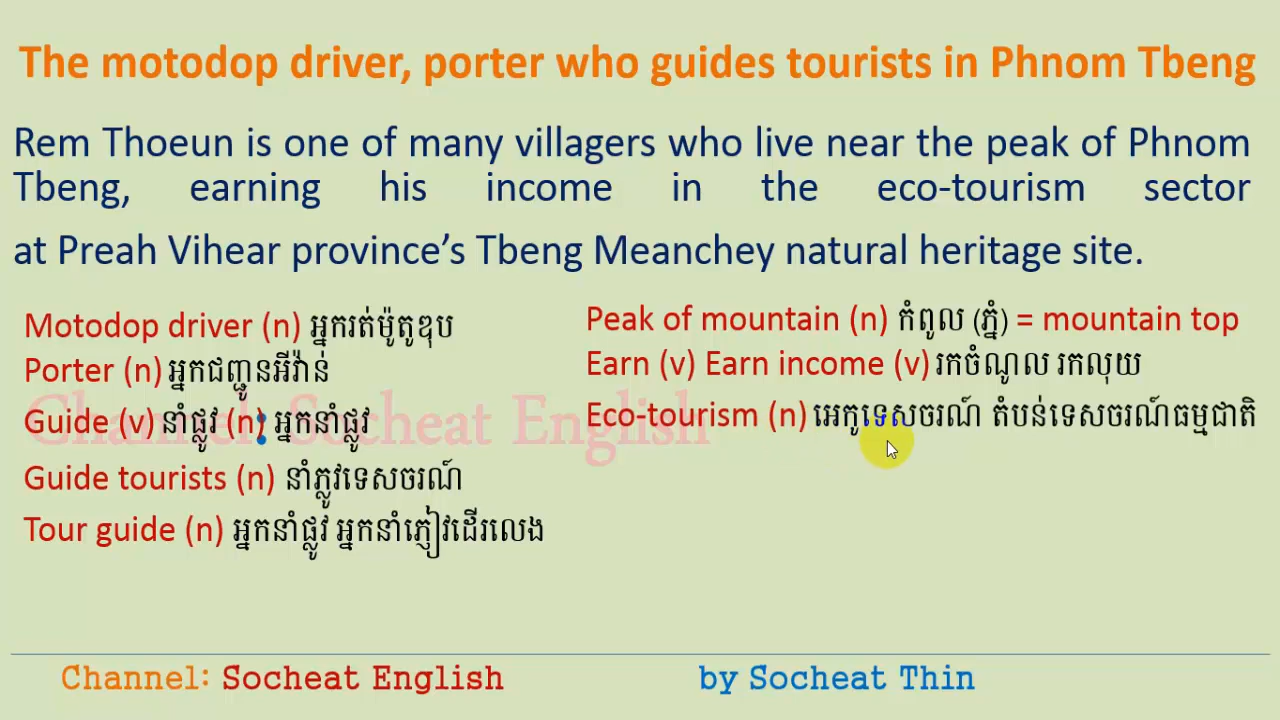 The motodop driver, porter who guides tourists in Phnom Tbeng
Rem Thoeun is one of many villagers who live near the peak of Phnom
Tbeng, earning his income in the eco-tourism sector
at Preah Vihear province’s Tbeng Meanchey natural heritage site.
Motodop driver (n) អ្នករត់ម៉ូតូឌុប
Porter (n) អ្នកជញ្ជូនអីវ៉ាន់
Guide (v) នាំផ្លូវ (n): អ្នកនាំផ្លូវ
Guide tourists (n) នាំភ្លូវទេសចរណ៍
Tour guide (n) អ្នកនាំផ្លូវ អ្នកនាំភ្ញៀវដើរលេង
Peak of mountain (n) កំពូល (ភ្នំ) = mountain top
Earn (v) Earn income (v) រកចំណូល រកលុយ
Eco-tourism (n) អេកូទេសចរណ៍ តំបន់ទេសចរណ៍ធម្មជាតិ
Channel: Socheat English
Channel: Socheat English
by Socheat Thin